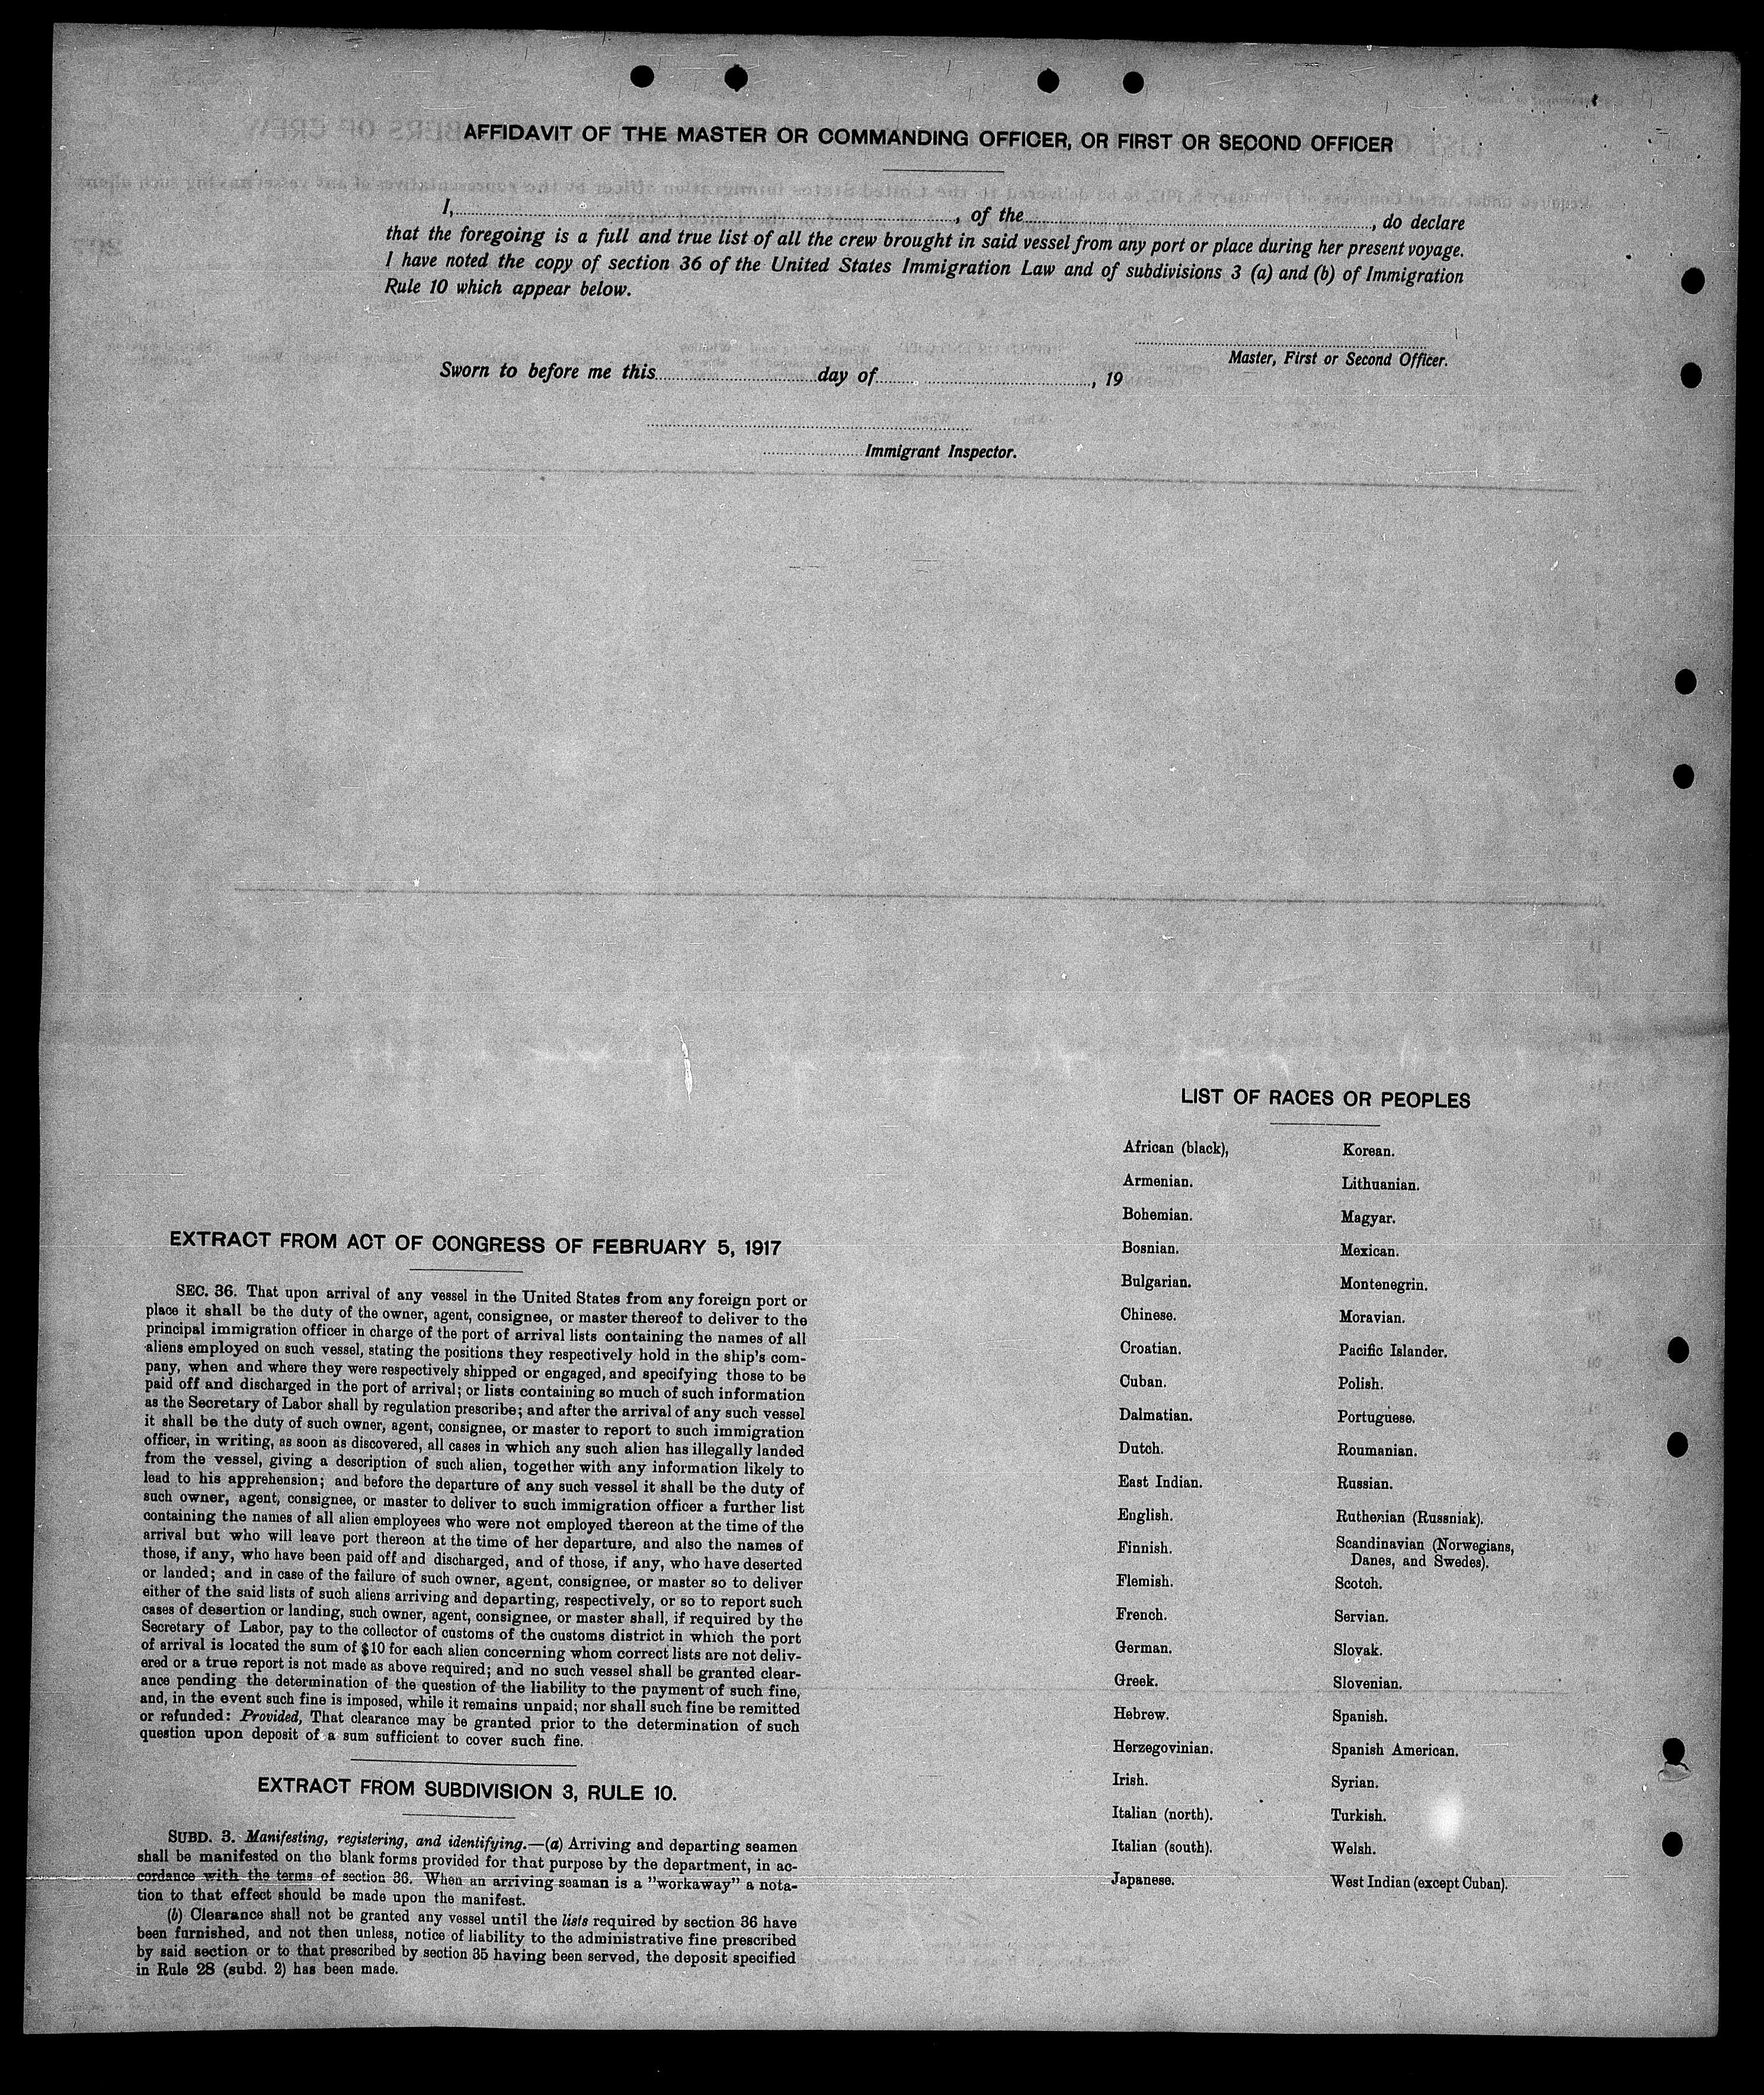 AFFIDAVIT OF THE MASTER OR COMMANDING OFFICER, OR FIRST OR SECOND OFFICER
I, , of the , do declare
that the foregoing is a full and true list of all the crew brought in said vessel from any port or place during her present voyage.
I have noted the copy of section 36 of the United States Immigration Law and of subdivisions 3 (a) and (b) of Immigration
Rule 10 which appear below.
Master, First or Second Officer.
Sworn to before me this day of , 19
Immigrant Inspector.
EXTRACT FROM ACT OF CONGRESS OF FEBRUARY 5, 1917
SEC. 36. That upon arrival of any vessel in the United States from any foreign port or
place it shall be the duty of the owner, agent, consignee, or master thereof to deliver to the
principal immigration officer in charge of the port of arrival lists containing the names of all
aliens employed on such vessel, stating the positions they respectively hold in the ship's com-
pany, when and where they were respectively shipped or engaged, and specifying those to be
paid off and discharged in the port of arrival; or lists containing so much of such information
as the Secretary of Labor shall by regulation prescribe; and after the arrival of any such vessel
it shall be the duty of such owner, agent, consignee, or master to report to such immigration
officer, in writing, as soon as discovered, all cases in which any such alien has illegally landed
from the vessel, giving a description of such alien, together with any information likely to
lead to his apprehension; and before the departure of any such vessel it shall be the duty of
such owner, agent, consignee, or master to deliver to such immigration officer a further list
containing the names of all alien employees who were not employed thereon at the time of the
arrival but who will leave port thereon at the time of her departure, and also the names of
those, if any, who have been paid off and discharged, and of those, if any, who have deserted
or landed; and in case of the failure of such owner, agent, consignee, or master so to deliver
either of the said lists of such aliens arriving and departing, respectively, or so to report such
cases of desertion or landing, such owner, agent, consignee, or master shall, if required by the
Secretary of Labor, pay to the collector of customs of the customs district in which the port
of arrival is located the sum of $10 for each alien concerning whom correct lists are not deliv-
ered or a true report is not made as above required; and no such vessel shall be granted clear-
ance pending the determination of the question of the liability to the payment of such fine,
and, in the event such fine is imposed, while it remains unpaid; nor shall such fine be remitted
or refunded: Provided, That clearance may be granted prior to the determination of such
question upon deposit of a sum sufficient to cover such fine.
EXTRACT FROM SUBDIVISION 3, RULE 10.
SUBD. 3. Manifesting, registering, and identifying.—(a) Arriving and departing seamen
shall be manifested on the blank forms provided for that purpose by the department, in ac-
cordance with the terms of section 36. When an arriving seaman is a "workaway" a nota-
tion to that effect should be made upon the manifest.
(b) Clearance shall not be granted any vessel until the lists required by section 36 have
been furnished, and not then unless, notice of liability to the administrative fine prescribed
by said section or to that prescribed by section 35 having been served, the deposit specified
in Rule 28 (subd. 2) has been made.
LIST OF RACES OR PEOPLES
African (black),
Armenian.
Bohemian.
Bosnian.
Bulgarian.
Chinese.
Croatian.
Cuban.
Dalmatian.
Dutch.
East Indian.
English.
Finnish.
Flemish.
French.
German.
Greek.
Hebrew.
Herzegovinian.
Irish.
Italian (north).
Italian (south).
Japanese.
Korean.
Lithuanian.
Magyar.
Mexican.
Montenegrin.
Moravian.
Pacific Islander.
Polish.
Portuguese.
Roumanian.
Russian.
Ruthenian (Russniak).
Scandinavian (Norwegians,
Danes, and Swedes).
Scotch.
Servian.
Slovak.
Slovenian.
Spanish.
Spanish American.
Syrian.
Turkish.
Welsh.
West Indian (except Cuban).